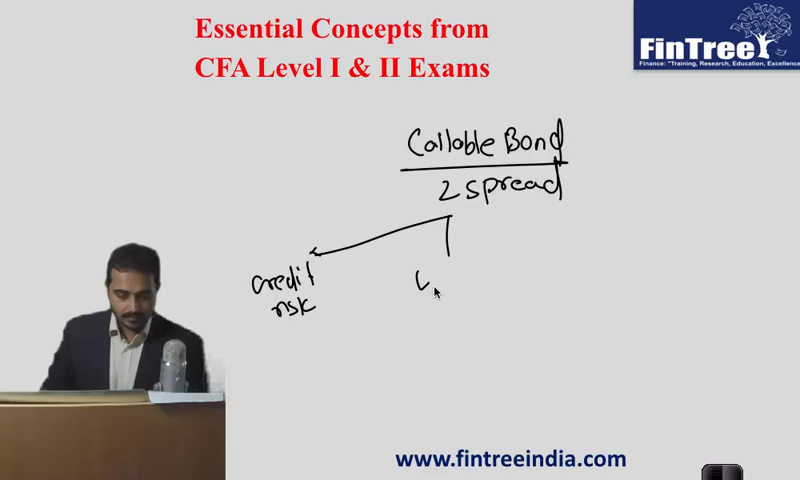 Essential Concepts from
CFA Level I & II Exams
FinTree
Finance: "Training, Research, Education, Excellence
Callable Bond
Z spread
credit
risk
www.fintreeindia.com